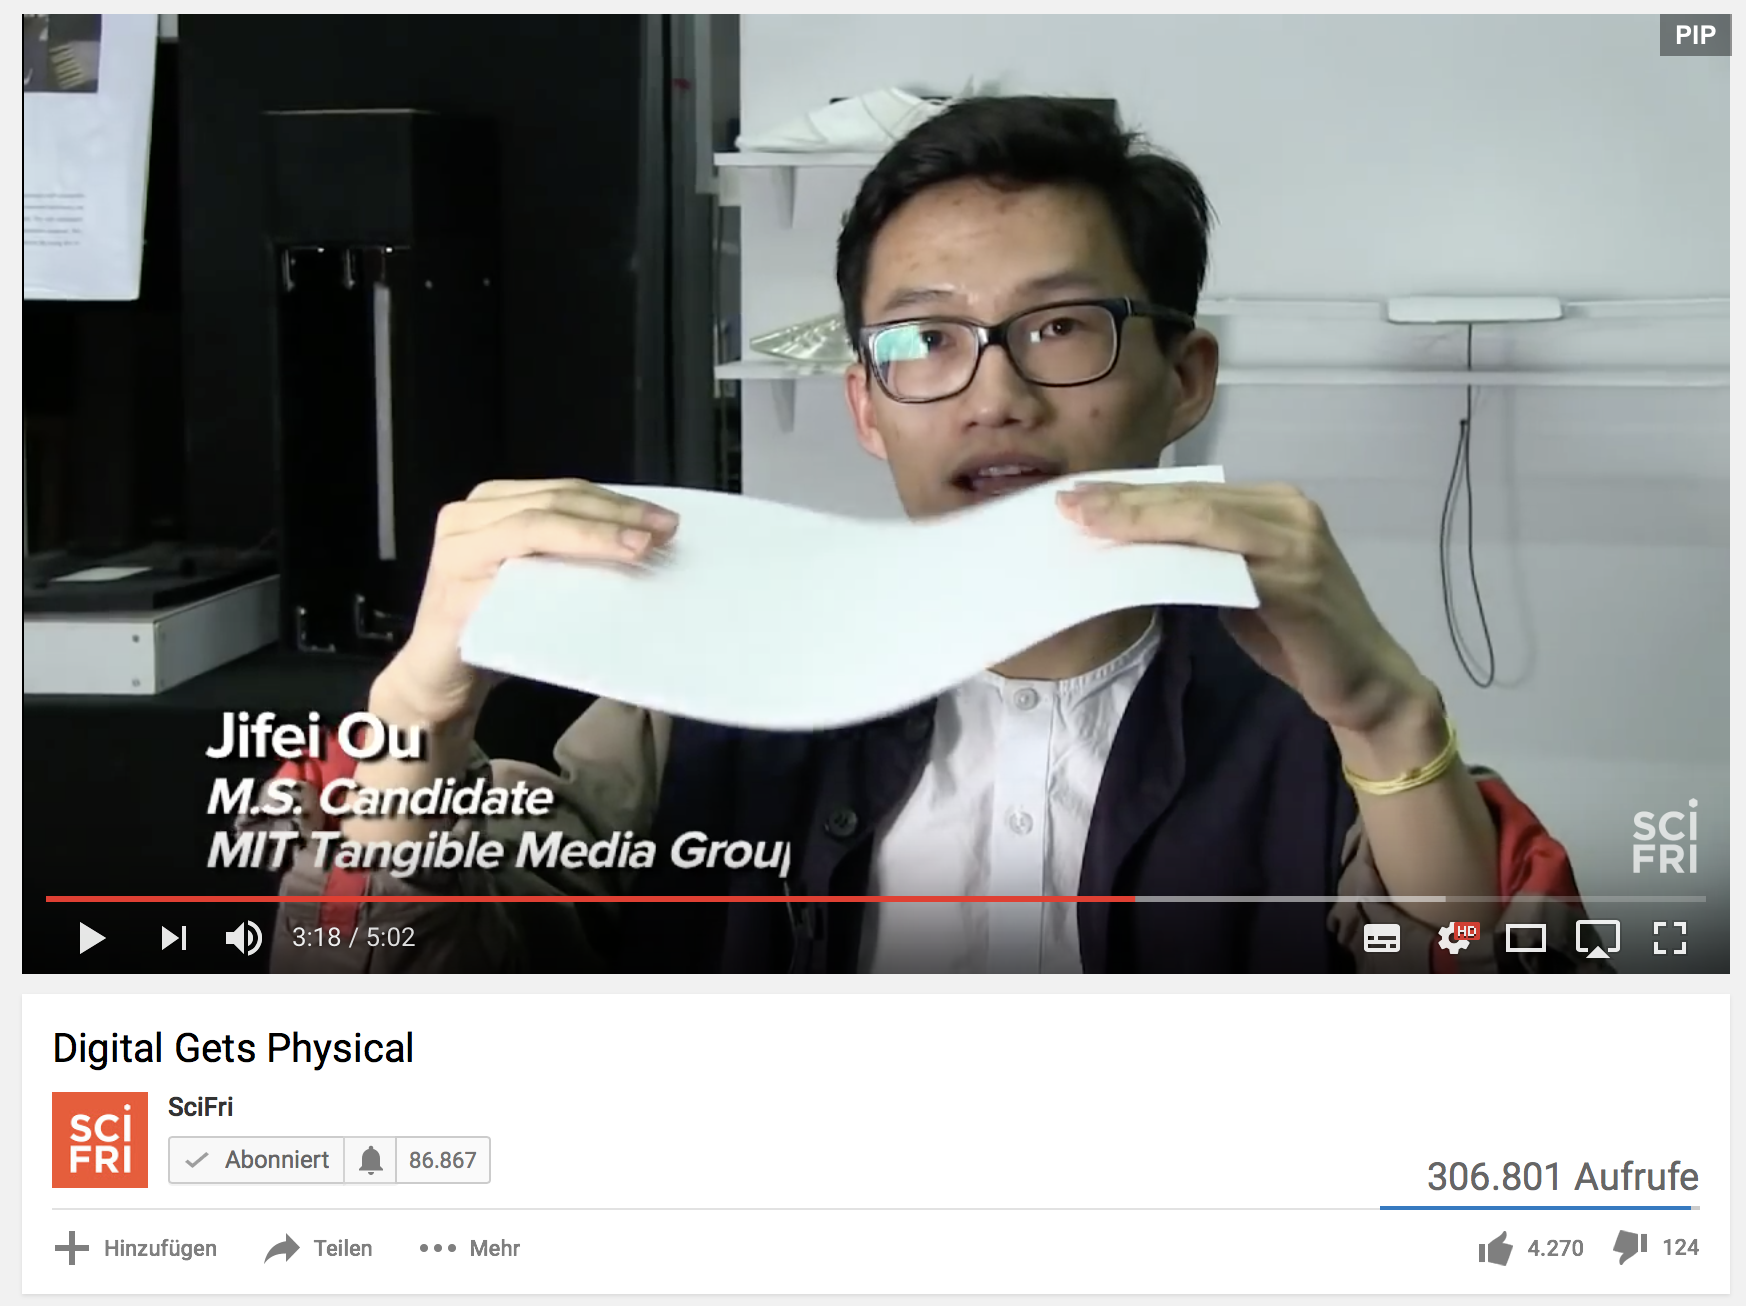 PIP
Jifei Ou
M.S. Candidate
MIT Tangible Media Grou
SCI
FRI
3:18 / 5:02
HD
Digital Gets Physical
SCI
FRI
SciFri
Abonniert
86.867
306.801 Aufrufe
Hinzufügen
Teilen
Mehr
4.270
124